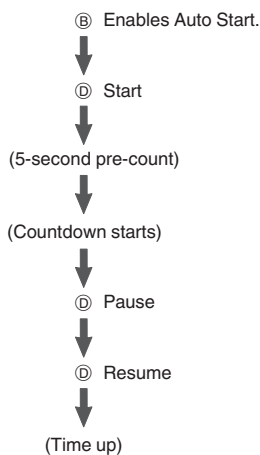 Ⓑ Enables Auto Start.
Ⓓ Start
(5-second pre-count)
(Countdown starts)
Ⓓ Pause
Ⓓ Resume
(Time up)